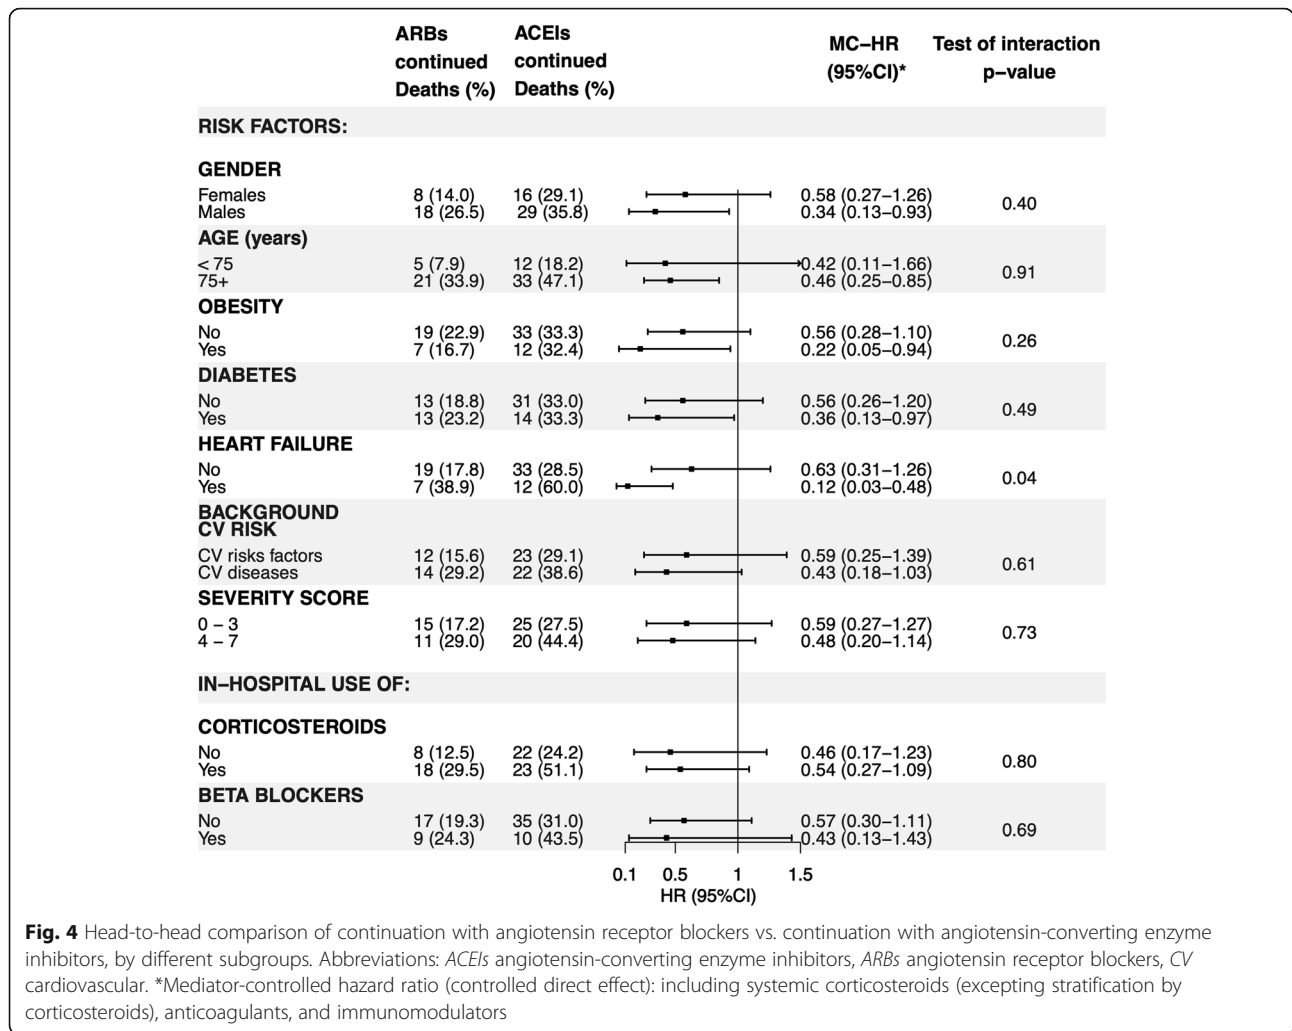 ARBs continued Deaths (%) ACEIs continued Deaths (%) MC–HR (95%CI)* Test of interaction p–value
RISK FACTORS:
GENDER
Females 8 (14.0) 16 (29.1) 0.58 (0.27–1.26)
Males 18 (26.5) 29 (35.8) 0.34 (0.13–0.93)
0.40
AGE (years)
< 75 5 (7.9) 12 (18.2) 0.42 (0.11–1.66)
75+ 21 (33.9) 33 (47.1) 0.46 (0.25–0.85)
0.91
OBESITY
No 19 (22.9) 33 (33.3) 0.56 (0.28–1.10)
Yes 7 (16.7) 12 (32.4) 0.22 (0.05–0.94)
0.26
DIABETES
No 13 (18.8) 31 (33.0) 0.56 (0.26–1.20)
Yes 13 (23.2) 14 (33.3) 0.36 (0.13–0.97)
0.49
HEART FAILURE
No 19 (17.8) 33 (28.5) 0.63 (0.31–1.26)
Yes 7 (38.9) 12 (60.0) 0.12 (0.03–0.48)
0.04
BACKGROUND
CV RISK
CV risks factors 12 (15.6) 23 (29.1) 0.59 (0.25–1.39)
CV diseases 14 (29.2) 22 (38.6) 0.43 (0.18–1.03)
0.61
SEVERITY SCORE
0 – 3 15 (17.2) 25 (27.5) 0.59 (0.27–1.27)
4 – 7 11 (29.0) 20 (44.4) 0.48 (0.20–1.14)
0.73
IN–HOSPITAL USE OF:
CORTICOSTEROIDS
No 8 (12.5) 22 (24.2) 0.46 (0.17–1.23)
Yes 18 (29.5) 23 (51.1) 0.54 (0.27–1.09)
0.80
BETA BLOCKERS
No 17 (19.3) 35 (31.0) 0.57 (0.30–1.11)
Yes 9 (24.3) 10 (43.5) 0.43 (0.13–1.43)
0.69
0.1 0.5 1 1.5
HR (95%CI)
Fig. 4 Head-to-head comparison of continuation with angiotensin receptor blockers vs. continuation with angiotensin-converting enzyme
inhibitors, by different subgroups. Abbreviations: ACEIs angiotensin-converting enzyme inhibitors, ARBs angiotensin receptor blockers, CV
cardiovascular. *Mediator-controlled hazard ratio (controlled direct effect): including systemic corticosteroids (excepting stratification by
corticosteroids), anticoagulants, and immunomodulators